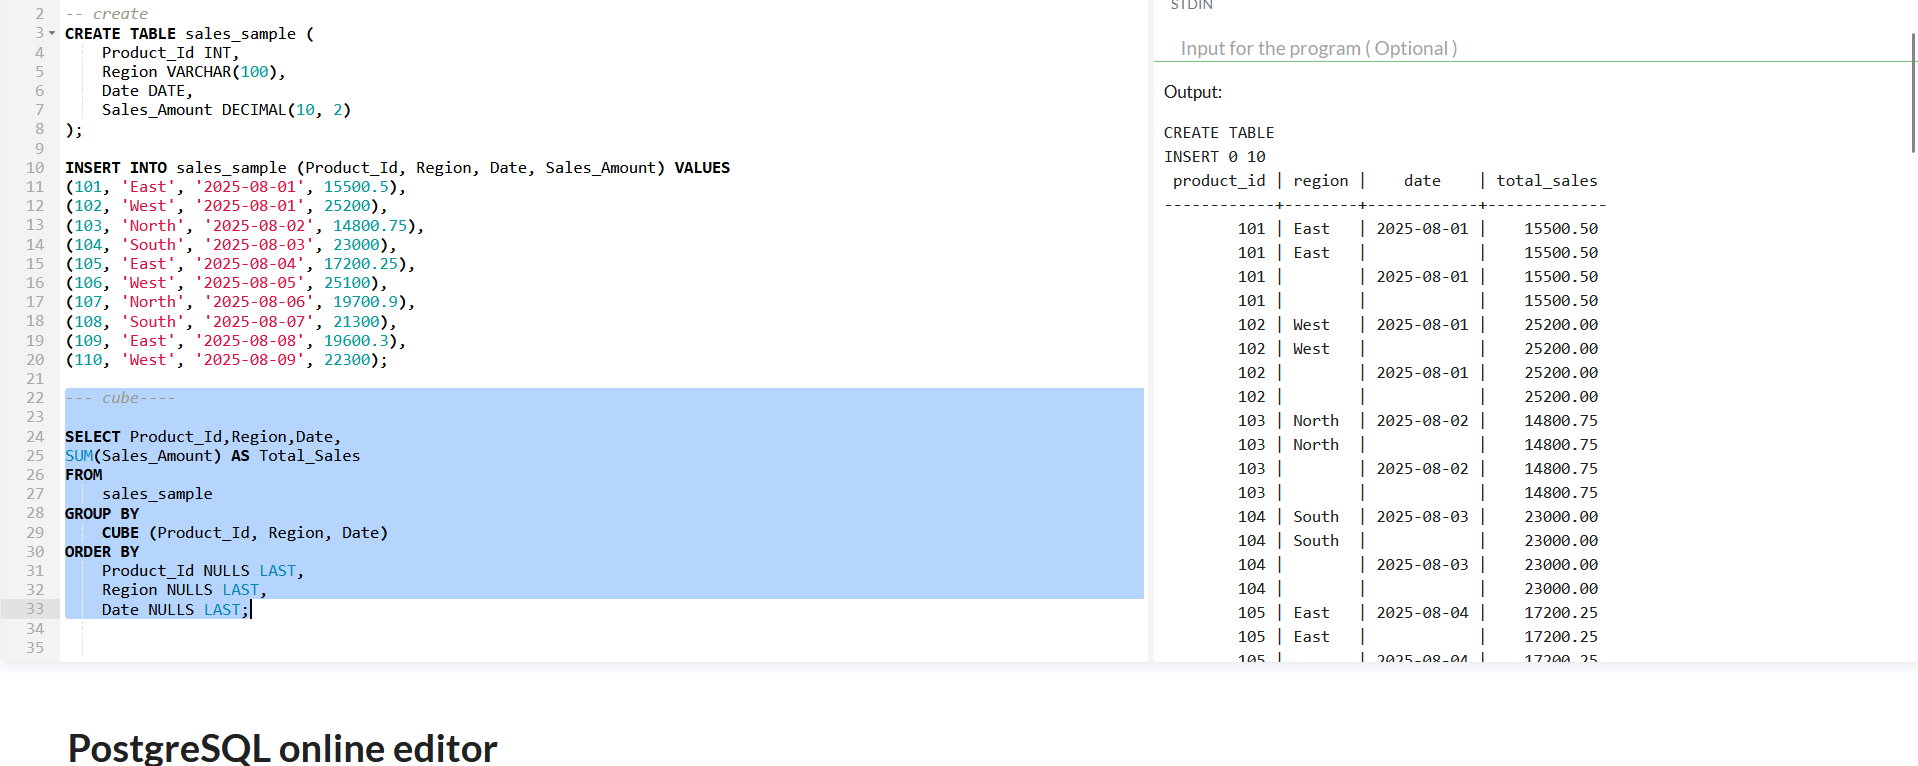 2 -- create
3 CREATE TABLE sales_sample (
4 Product_Id INT,
5 Region VARCHAR(100),
6 Date DATE,
7 Sales_Amount DECIMAL(10, 2)
8 );
9
10 INSERT INTO sales_sample (Product_Id, Region, Date, Sales_Amount) VALUES
11 (101, 'East', '2025-08-01', 15500.5),
12 (102, 'West', '2025-08-01', 25200),
13 (103, 'North', '2025-08-02', 14800.75),
14 (104, 'South', '2025-08-03', 23000),
15 (105, 'East', '2025-08-04', 17200.25),
16 (106, 'West', '2025-08-05', 25100),
17 (107, 'North', '2025-08-06', 19700.9),
18 (108, 'South', '2025-08-07', 21300),
19 (109, 'East', '2025-08-08', 19600.3),
20 (110, 'West', '2025-08-09', 22300);
21
22 --- cube----
23
24 SELECT Product_Id,Region,Date,
25 SUM(Sales_Amount) AS Total_Sales
26 FROM
27 sales_sample
28 GROUP BY
29 CUBE (Product_Id, Region, Date)
30 ORDER BY
31 Product_Id NULLS LAST,
32 Region NULLS LAST,
33 Date NULLS LAST;
34
35
STDIN
Input for the program ( Optional )
Output:
CREATE TABLE
INSERT 0 10
product_id | region | date | total_sales
------------+--------+------------+-------------
101 | East | 2025-08-01 | 15500.50
101 | East | | 15500.50
101 | | 2025-08-01 | 15500.50
101 | | | 15500.50
102 | West | 2025-08-01 | 25200.00
102 | West | | 25200.00
102 | | 2025-08-01 | 25200.00
102 | | | 25200.00
103 | North | 2025-08-02 | 14800.75
103 | North | | 14800.75
103 | | 2025-08-02 | 14800.75
103 | | | 14800.75
104 | South | 2025-08-03 | 23000.00
104 | South | | 23000.00
104 | | 2025-08-03 | 23000.00
104 | | | 23000.00
105 | East | 2025-08-04 | 17200.25
105 | East | | 17200.25
105 | | 2025-08-04 | 17200.25
PostgreSQL online editor